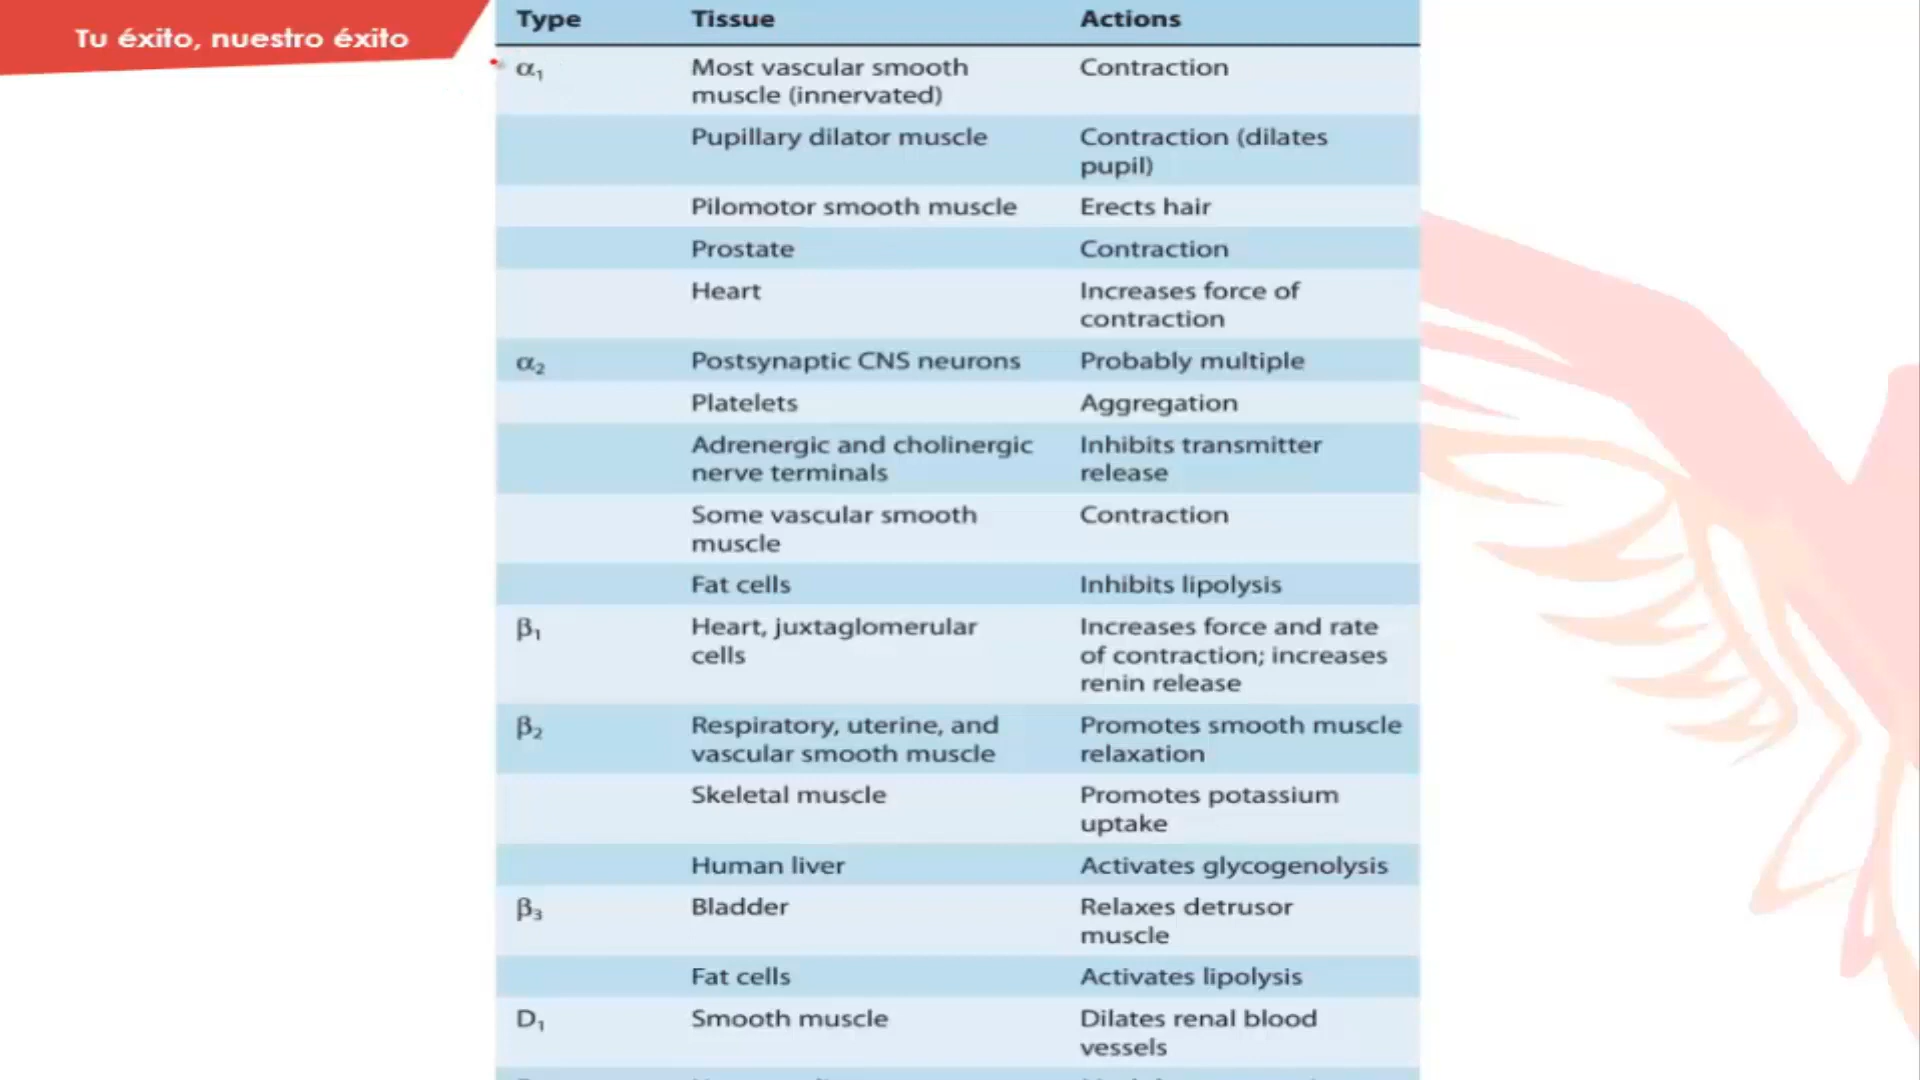 Tu éxito, nuestro éxito
Type Tissue Actions
α₁ Most vascular smooth Contraction
muscle (innervated)
Pupillary dilator muscle Contraction (dilates
pupil)
Pilomotor smooth muscle Erects hair
Prostate Contraction
Heart Increases force of
contraction
α₂ Postsynaptic CNS neurons Probably multiple
Platelets Aggregation
Adrenergic and cholinergic Inhibits transmitter
nerve terminals release
Some vascular smooth Contraction
muscle
Fat cells Inhibits lipolysis
β₁ Heart, juxtaglomerular Increases force and rate
cells of contraction; increases
renin release
β₂ Respiratory, uterine, and Promotes smooth muscle
vascular smooth muscle relaxation
Skeletal muscle Promotes potassium
uptake
Human liver Activates glycogenolysis
β₃ Bladder Relaxes detrusor
muscle
Fat cells Activates lipolysis
D₁ Smooth muscle Dilates renal blood
vessels